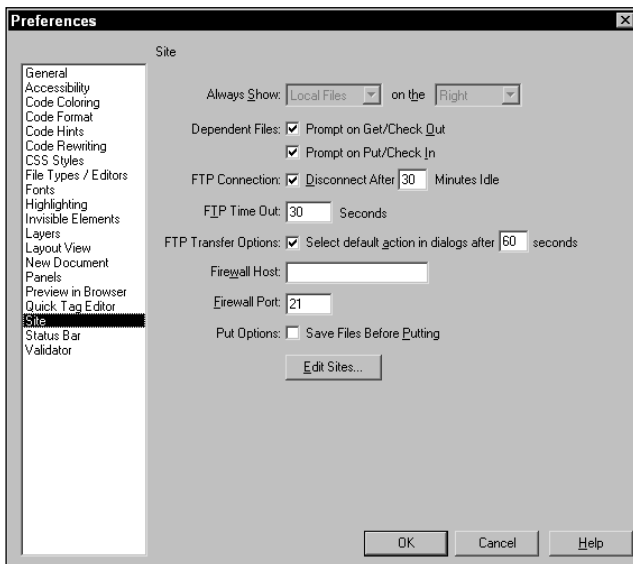 Preferences
Site
General
Accessibility
Code Coloring
Code Format
Code Hints
Code Rewriting
CSS Styles
File Types / Editors
Fonts
Highlighting
Invisible Elements
Layers
Layout View
New Document
Panels
Preview in Browser
Quick Tag Editor
Site
Status Bar
Validator
Always Show: Local Files on the Right
Dependent Files: Prompt on Get/Check Out
Prompt on Put/Check In
FTP Connection: Disconnect After 30 Minutes Idle
FTP Time Out: 30 Seconds
FTP Transfer Options: Select default action in dialogs after 60 seconds
Firewall Host:
Firewall Port: 21
Put Options: Save Files Before Putting
Edit Sites...
OK Cancel Help